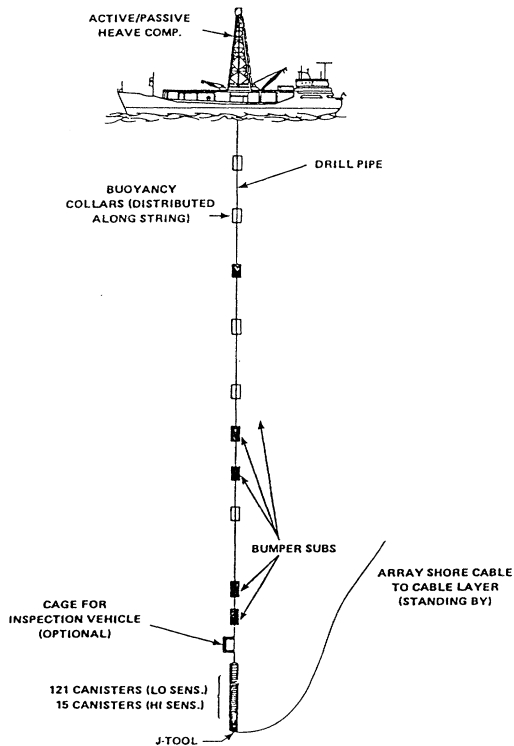 ACTIVE/PASSIVE
HEAVE COMP.
DRILL PIPE
BUOYANCY
COLLARS (DISTRIBUTED
ALONG STRING)
BUMPER SUBS
ARRAY SHORE CABLE
TO CABLE LAYER
(STANDING BY)
CAGE FOR
INSPECTION VEHICLE
(OPTIONAL)
121 CANISTERS (LO SENS.)
15 CANISTERS (HI SENS.)
J-TOOL